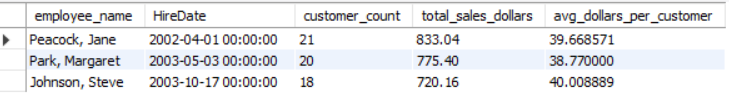 employee_name HireDate customer_count total_sales_dollars avg_dollars_per_customer
Peacock, Jane 2002-04-01 00:00:00 21 833.04 39.668571
Park, Margaret 2003-05-03 00:00:00 20 775.40 38.770000
Johnson, Steve 2003-10-17 00:00:00 18 720.16 40.008889